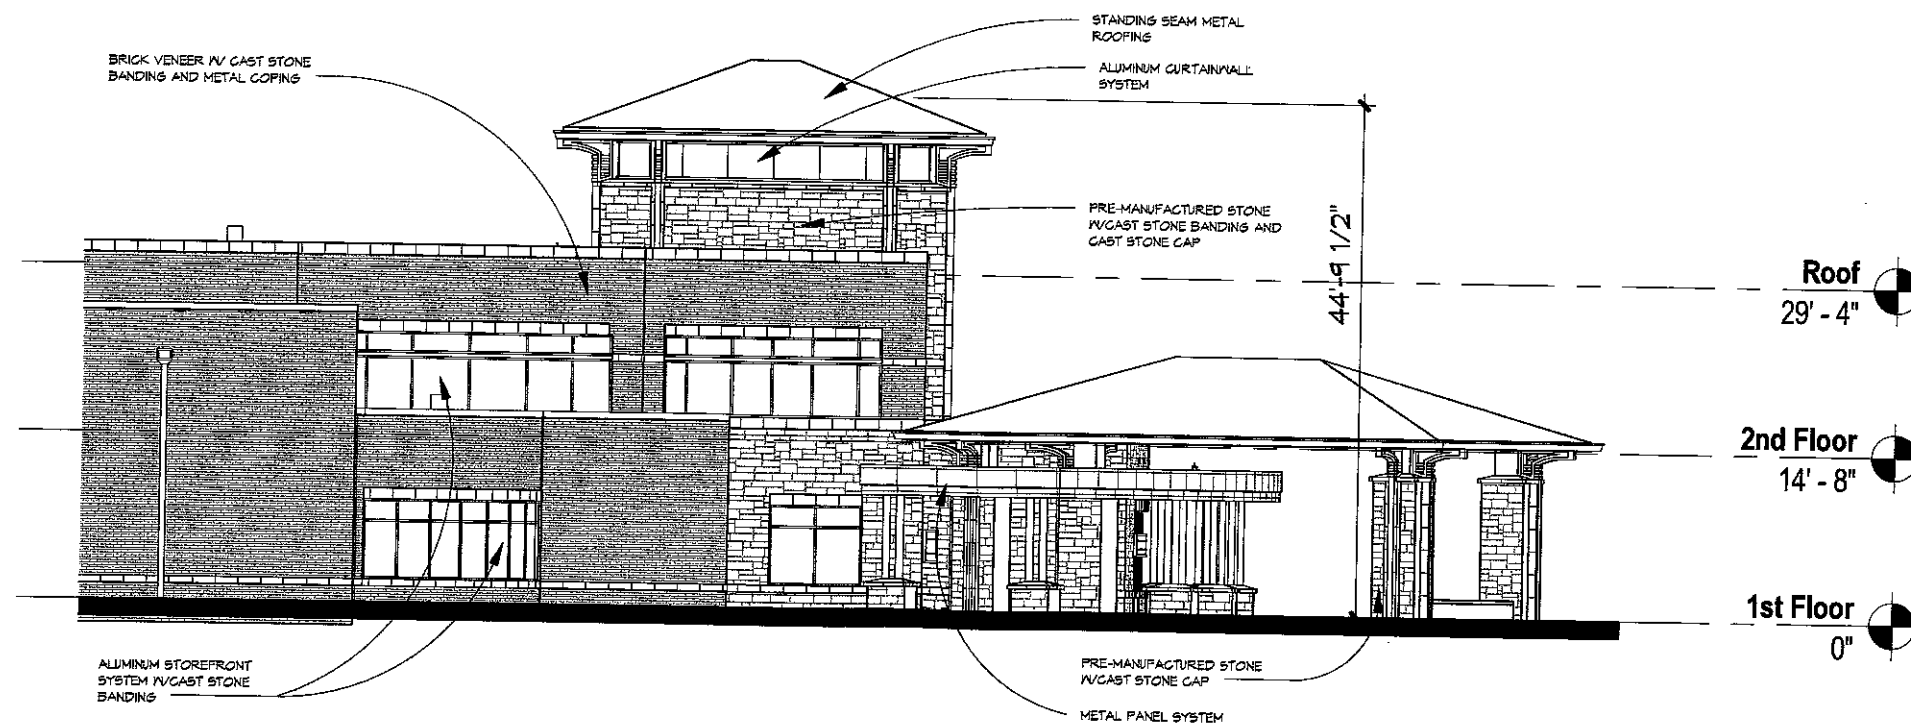 STANDING SEAM METAL
ROOFING
BRICK VENEER W/ CAST STONE
BANDING AND METAL COPING
ALUMINUM CURTAINWALL
SYSTEM
PRE-MANUFACTURED STONE
W/CAST STONE BANDING AND
CAST STONE CAP
44'-9 1/2"
Roof
29' - 4"
2nd Floor
14' - 8"
1st Floor
0"
ALUMINUM STOREFRONT
SYSTEM W/CAST STONE
BANDING
PRE-MANUFACTURED STONE
W/CAST STONE CAP
METAL PANEL SYSTEM